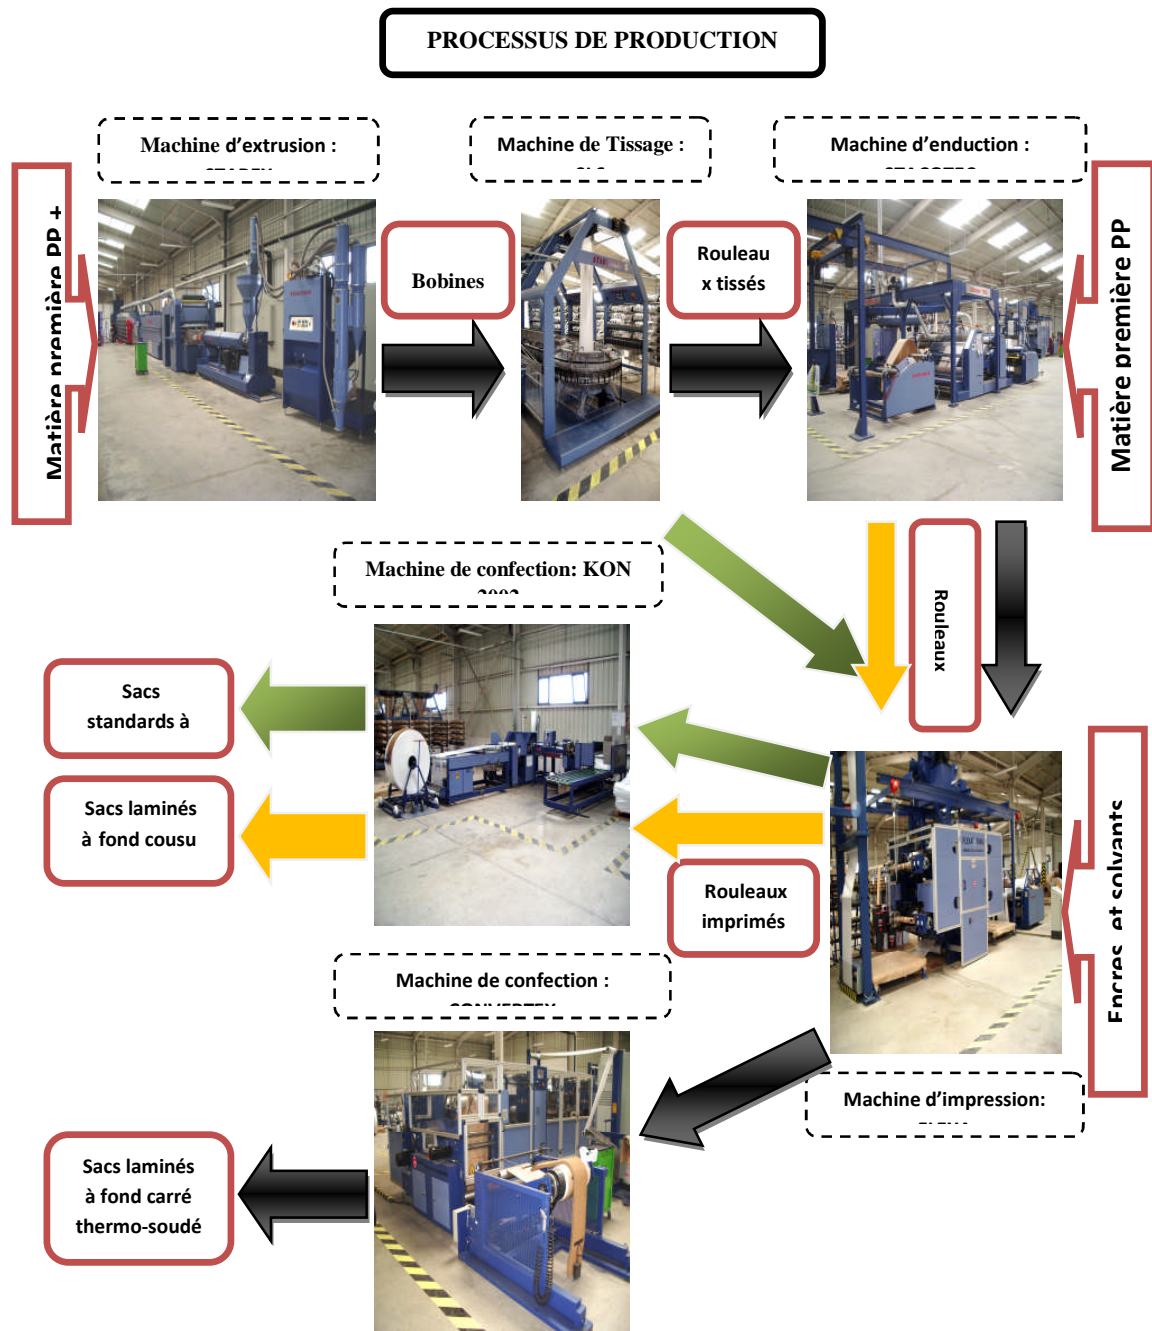 PROCESSUS DE PRODUCTION
Machine d'extrusion :
Machine de Tissage :
Machine d'enduction :
Matière première PP +
Bobines
Rouleau
x tissés
Matière première PP
Machine de confection: KON
2002
Rouleaux
Sacs
standards à
Sacs laminés
à fond cousu
Rouleaux
imprimés
Encres et solvants
Machine de confection :
CONVERTEX
Machine d'impression:
Sacs laminés
à fond carré
thermo-soudé